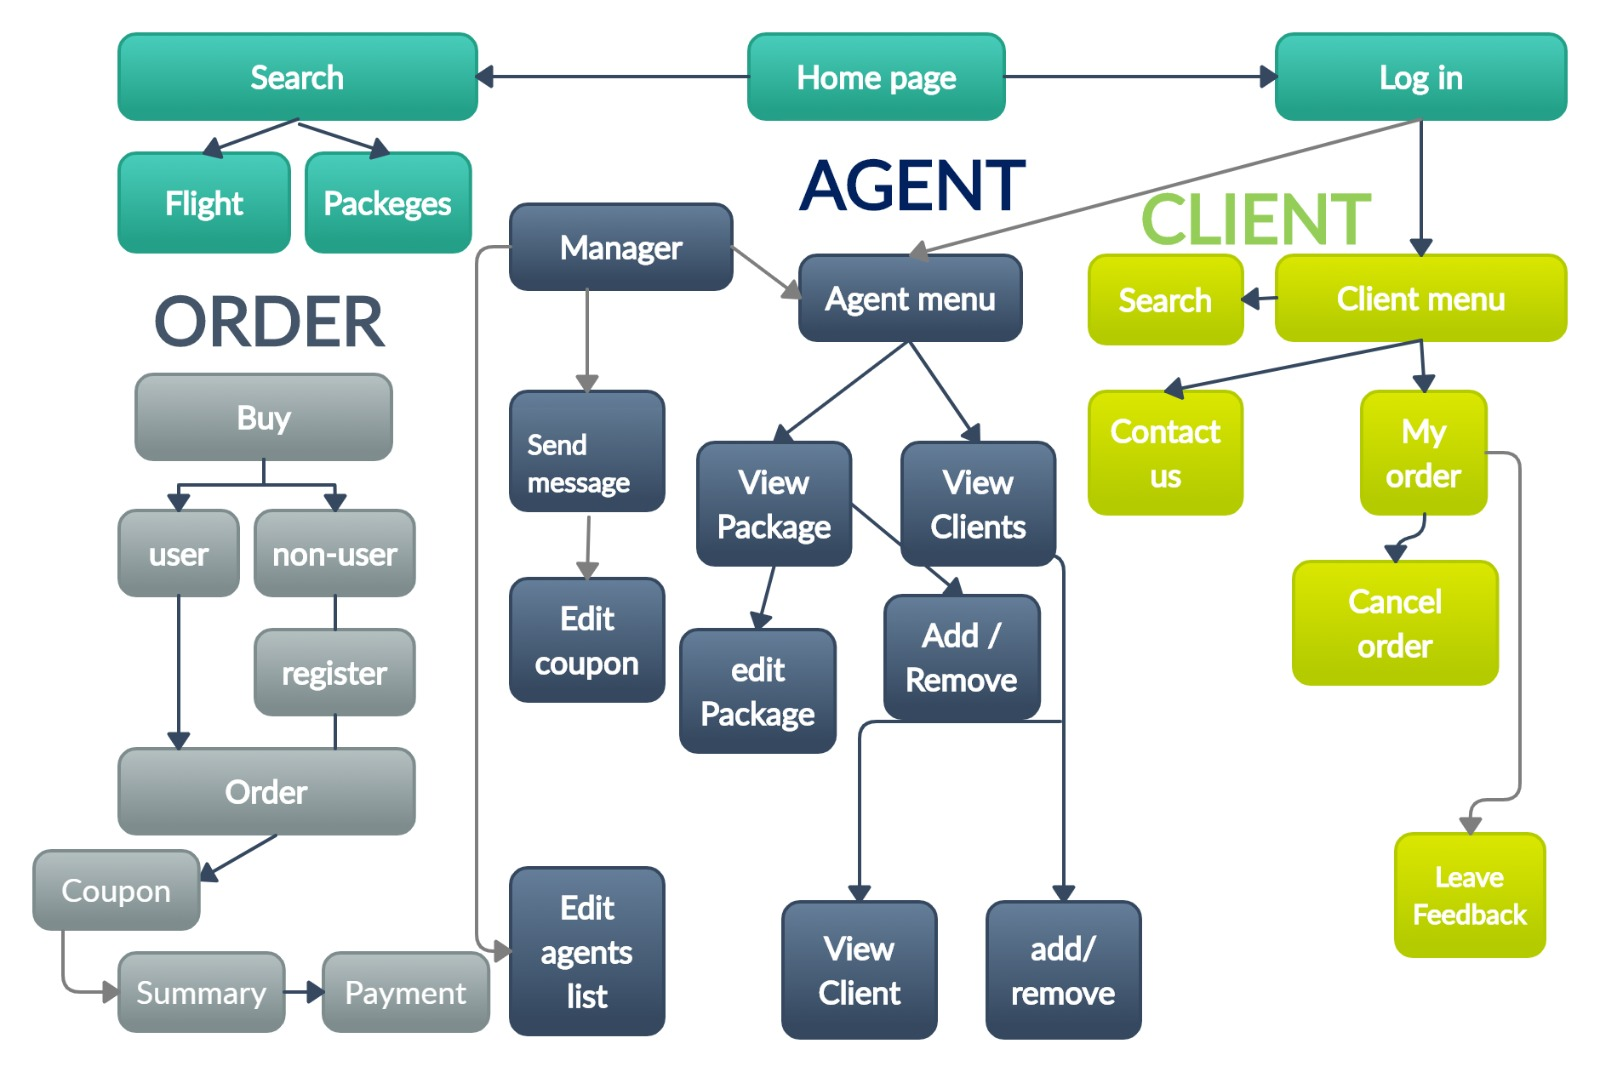 Search
Home page
Log in
Flight
Packeges
AGENT
CLIENT
Manager
Agent menu
Search
Client menu
ORDER
Buy
Send
message
View
Package
View
Clients
Contact
us
My
order
user
non-user
Edit
coupon
edit
Package
Add /
Remove
Cancel
order
register
Order
Coupon
Summary
Payment
Edit
agents
list
View
Client
add/
remove
Leave
Feedback